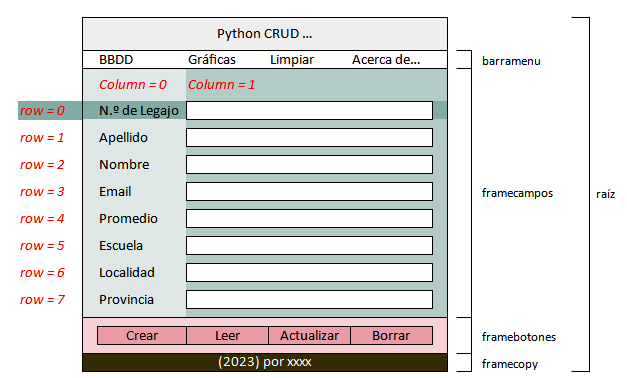 Python CRUD ...
BBDD Gráficas Limpiar Acerca de... barramenu
Column = 0 Column = 1
row = 0 N.º de Legajo
row = 1 Apellido
row = 2 Nombre
row = 3 Email framecampos raíz
row = 4 Promedio
row = 5 Escuela
row = 6 Localidad
row = 7 Provincia
Crear Leer Actualizar Borrar framebotones
(2023) por xxxx framecopy